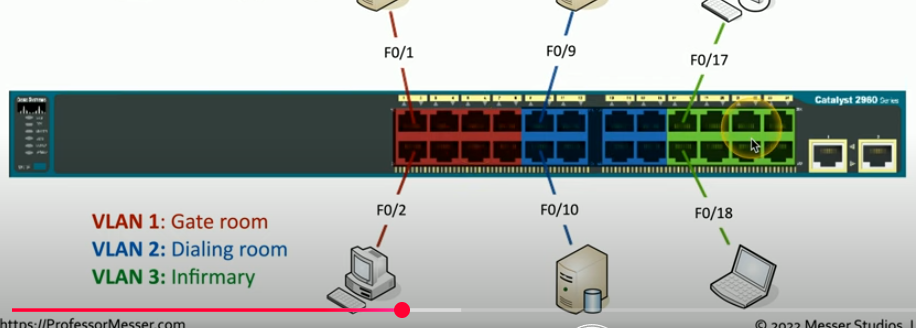 F0/1
F0/9
F0/17
Catalyst 2960 Series
F0/2
F0/10
F0/18
VLAN 1: Gate room
VLAN 2: Dialing room
VLAN 3: Infirmary
https://ProfessorMesser.com
© 2023 Messer Studios,